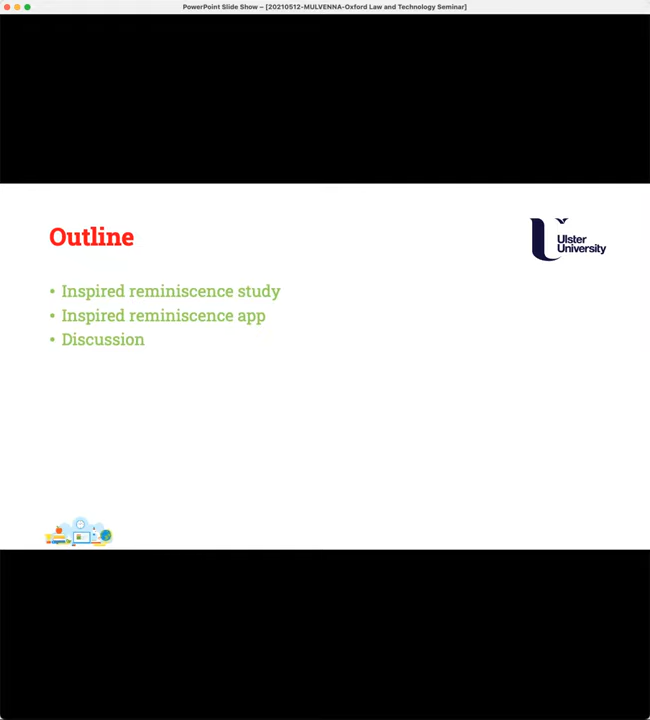 PowerPoint Slide Show – [20210512-MULVENNA-Oxford Law and Technology Seminar]
Outline
Ulster
University
• Inspired reminiscence study
• Inspired reminiscence app
• Discussion